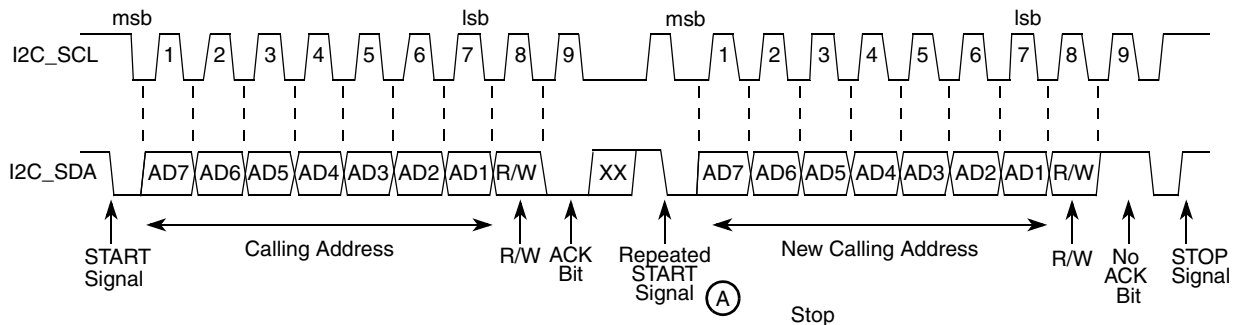 msb lsb msb lsb
I2C_SCL 1 2 3 4 5 6 7 8 9 1 2 3 4 5 6 7 8 9
I2C_SDA AD7 AD6 AD5 AD4 AD3 AD2 AD1 R/W XX AD7 AD6 AD5 AD4 AD3 AD2 AD1 R/W
START
Signal
Calling Address
R/W
ACK
Bit
Repeated
START
Signal
A
New Calling Address
R/W
No
ACK
Bit
STOP
Signal
Stop